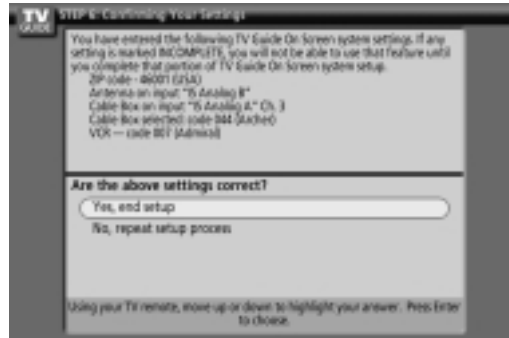 TV
GUIDE
STEP 6: Confirming Your Settings
You have entered the following TV Guide On Screen system settings. If any
setting is marked INCOMPLETE, you will not be able to use that feature until
you complete that portion of TV Guide On Screen system setup.
ZIP code - 46001 (USA)
Antenna on input "15 Analog B"
Cable Box on input "15 Analog A" Ch. 3
Cable Box selected: code 044 (Archer)
VCR — code 007 (Admiral)
Are the above settings correct?
Yes, end setup
No, repeat setup process
Using your TV remote, move up or down to highlight your answer. Press Enter
to choose.